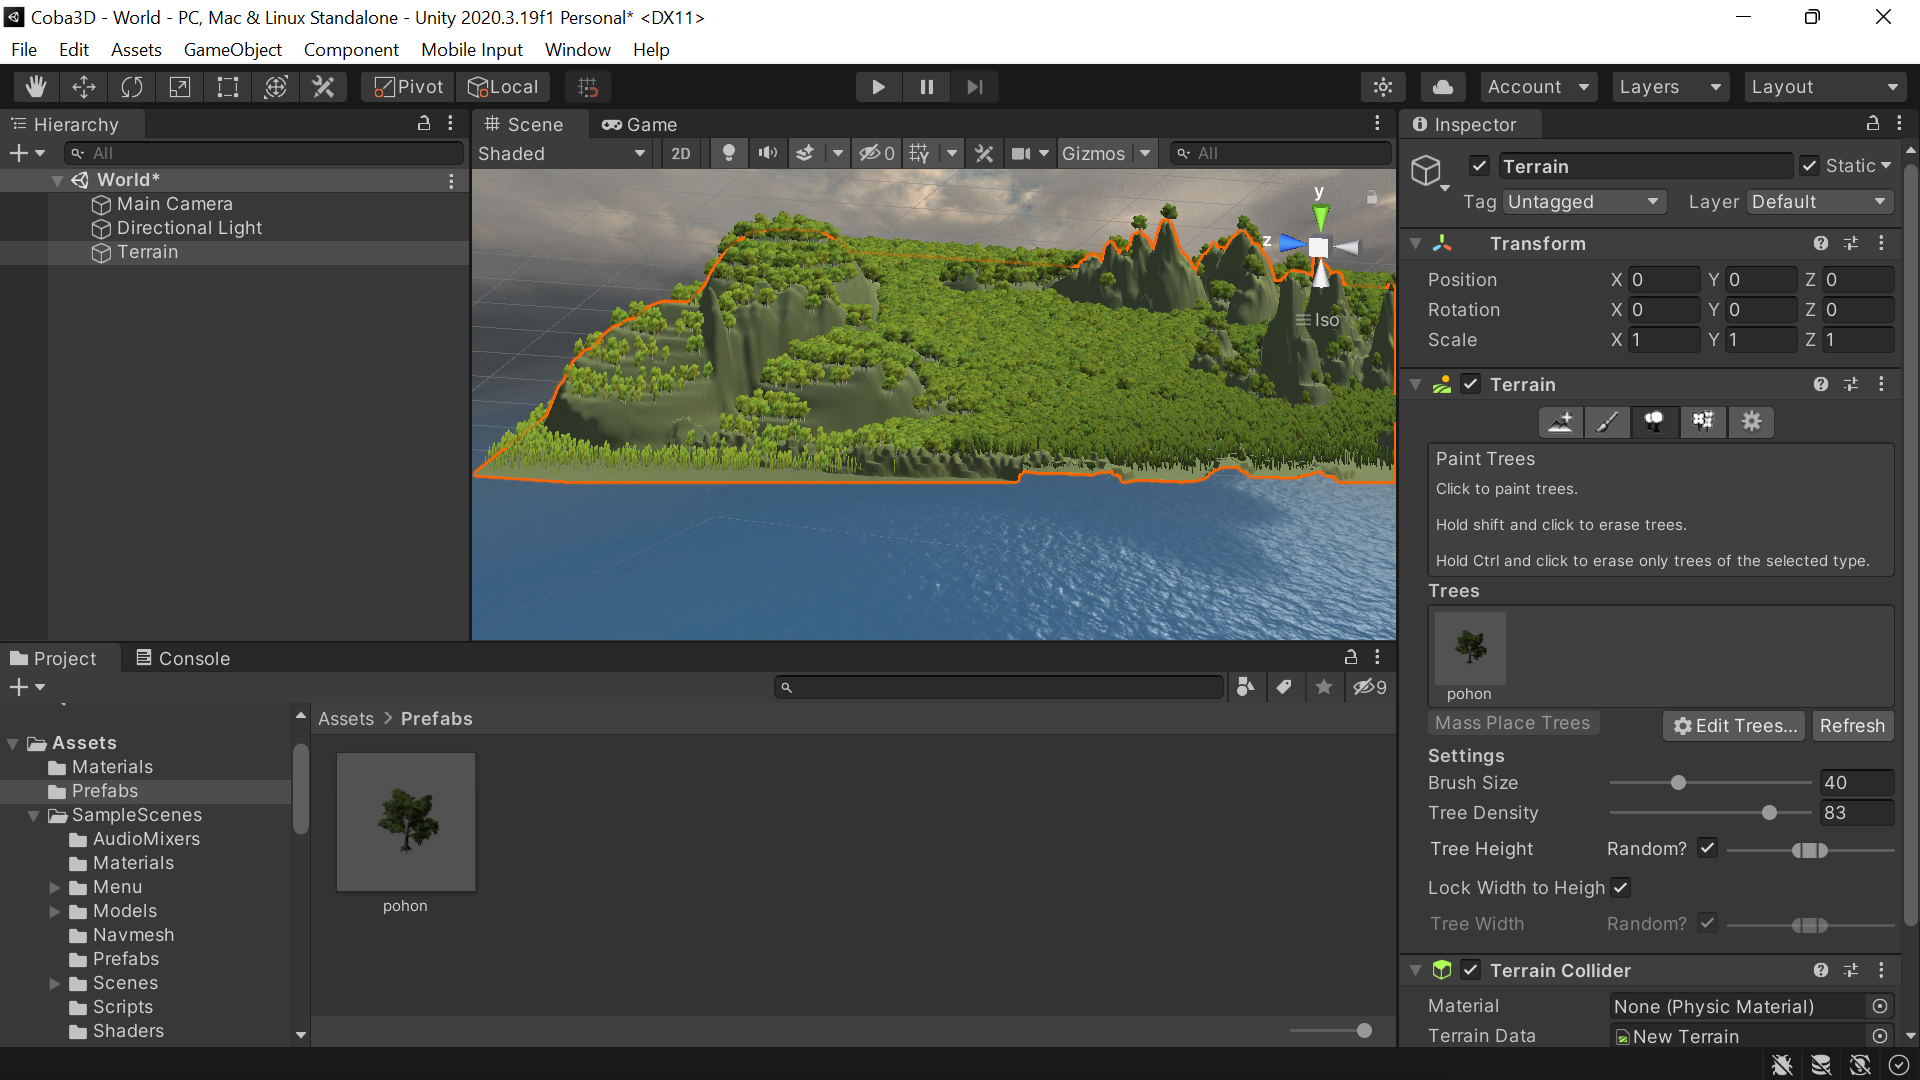 Coba3D - World - PC, Mac & Linux Standalone - Unity 2020.3.19f1 Personal* <DX11>
File Edit Assets GameObject Component Mobile Input Window Help
Pivot Local Account Layers Layout
Hierarchy
All
World*
Main Camera
Directional Light
Terrain
Scene Game
Shaded 2D 0 Gizmos All
y
z
Iso
Inspector
Terrain Static
Tag Untagged Layer Default
Transform
Position X 0 Y 0 Z 0
Rotation X 0 Y 0 Z 0
Scale X 1 Y 1 Z 1
Terrain
Paint Trees
Click to paint trees.
Hold shift and click to erase trees.
Hold Ctrl and click to erase only trees of the selected type.
Trees
pohon
Mass Place Trees Edit Trees... Refresh
Settings
Brush Size 40
Tree Density 83
Tree Height Random?
Lock Width to Heigh
Tree Width Random?
Terrain Collider
Material None (Physic Material)
Terrain Data New Terrain
Project Console
9
Assets
Materials
Prefabs
SampleScenes
AudioMixers
Materials
Menu
Models
Navmesh
Prefabs
Scenes
Scripts
Shaders
Assets > Prefabs
pohon